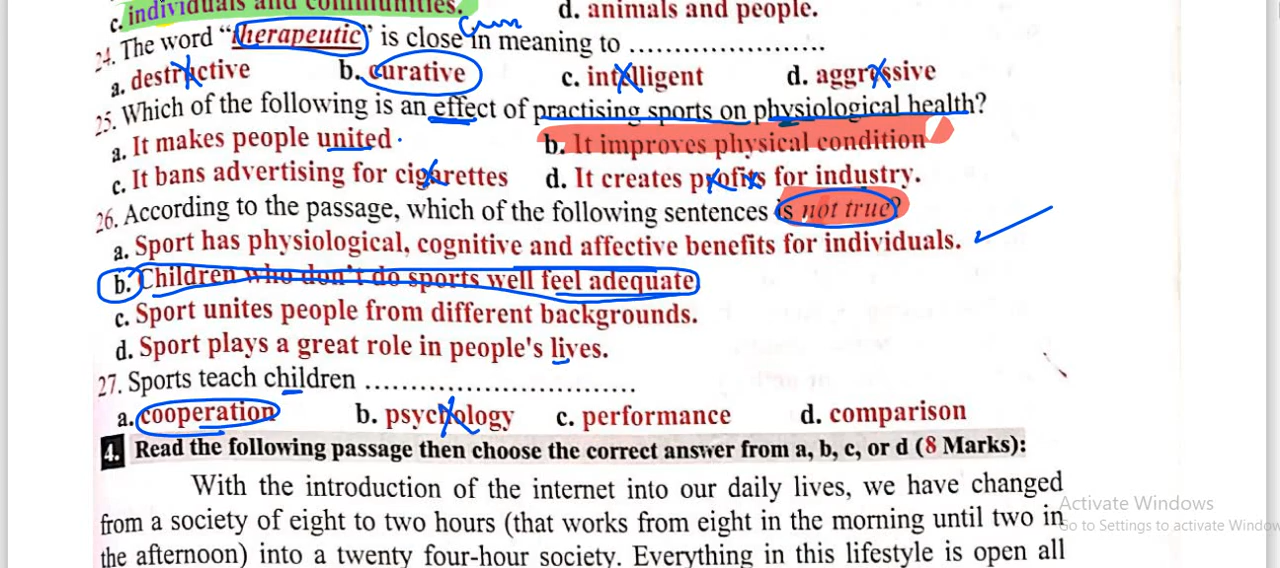 c. individuals and communities. d. animals and people.
24. The word "therapeutic" is close in meaning to ......................
a. destructive b. curative c. intelligent d. aggressive
25. Which of the following is an effect of practising sports on physiological health?
a. It makes people united. b. It improves physical condition
c. It bans advertising for cigarettes d. It creates profits for industry.
26. According to the passage, which of the following sentences is not true?
a. Sport has physiological, cognitive and affective benefits for individuals.
b. Children who don't do sports well feel adequate
c. Sport unites people from different backgrounds.
d. Sport plays a great role in people's lives.
27. Sports teach children ..............................
a. cooperation b. psychology c. performance d. comparison
4. Read the following passage then choose the correct answer from a, b, c, or d (8 Marks):
With the introduction of the internet into our daily lives, we have changed
from a society of eight to two hours (that works from eight in the morning until two in
the afternoon) into a twenty four-hour society. Everything in this lifestyle is open all
Activate Windows
Go to Settings to activate Window